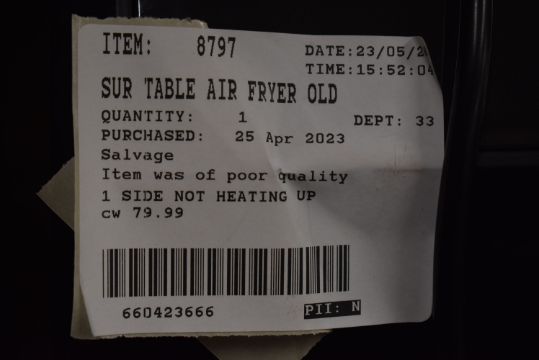 ITEM: 8797
DATE:23/05/2
TIME:15:52:04
SUR TABLE AIR FRYER OLD
QUANTITY: 1 DEPT: 33
PURCHASED: 25 Apr 2023
Salvage
Item was of poor quality
1 SIDE NOT HEATING UP
cw 79.99
660423666
PII: N